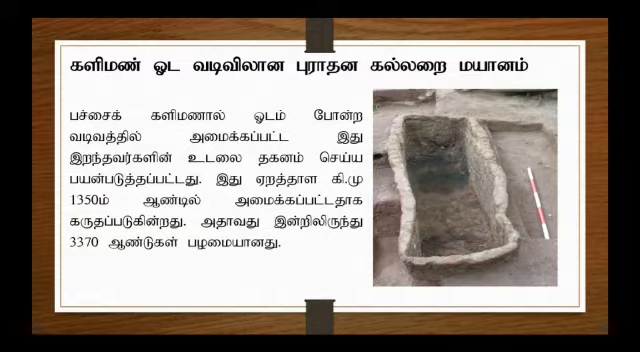 களிமண் ஓட வடிவிலான புராதன கல்லறை மயானம்
பச்சைக் களிமணால் ஓடம் போன்ற
வடிவத்தில் அமைக்கப்பட்ட இது
இறந்தவர்களின் உடலை தகனம் செய்ய
பயன்படுத்தப்பட்டது. இது ஏறத்தாள கி.மு
1350ம் ஆண்டில் அமைக்கப்பட்டதாக
கருதப்படுகின்றது. அதாவது இன்றிலிருந்து
3370 ஆண்டுகள் பழமையானது.